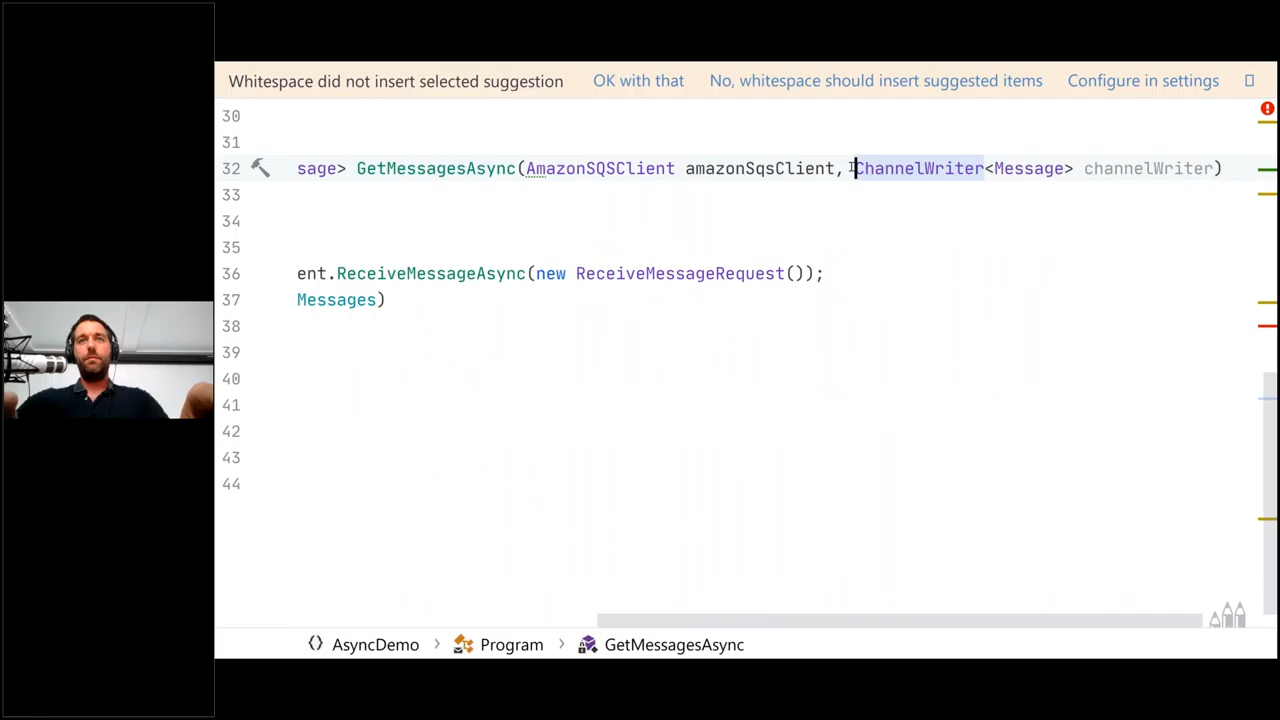 Whitespace did not insert selected suggestion OK with that No, whitespace should insert suggested items Configure in settings
30
31
32 sage> GetMessagesAsync(AmazonSQSClient amazonSqsClient, ChannelWriter<Message> channelWriter)
33
34
35
36 ent.ReceiveMessageAsync(new ReceiveMessageRequest());
37 Messages)
38
39
40
41
42
43
44
AsyncDemo > Program > GetMessagesAsync